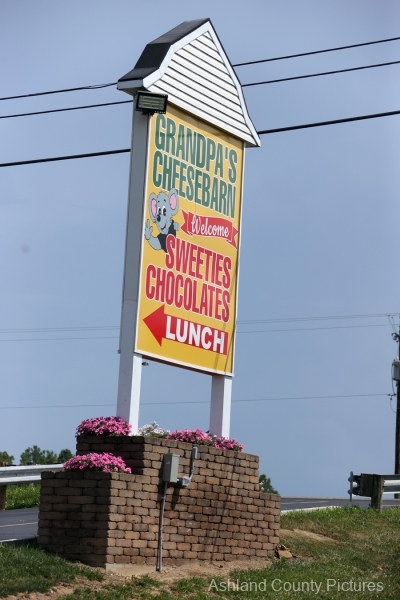 GRANDPA'S
CHEESEBARN
Welcome
SWEETIES
CHOCOLATES
LUNCH
Ashland County Pictures